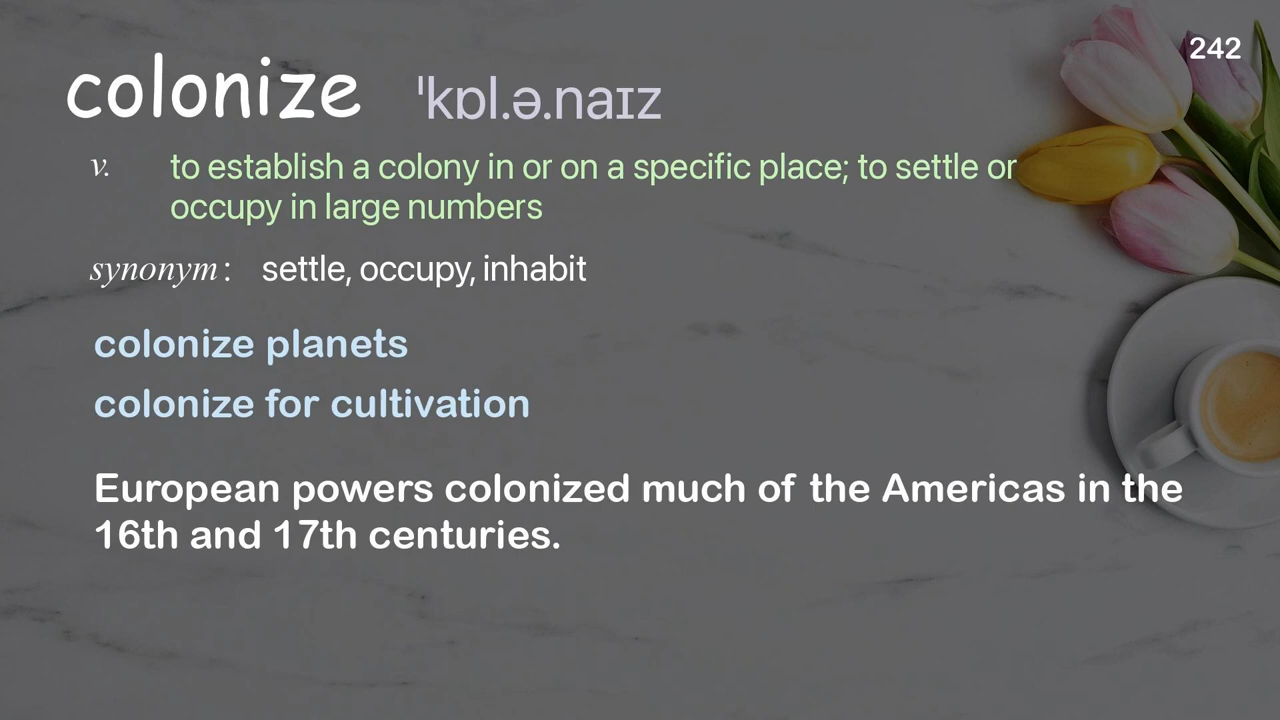 242
colonize ˈkɒl.ə.naɪz
v. to establish a colony in or on a specific place; to settle or
occupy in large numbers
synonym: settle, occupy, inhabit
colonize planets
colonize for cultivation
European powers colonized much of the Americas in the
16th and 17th centuries.